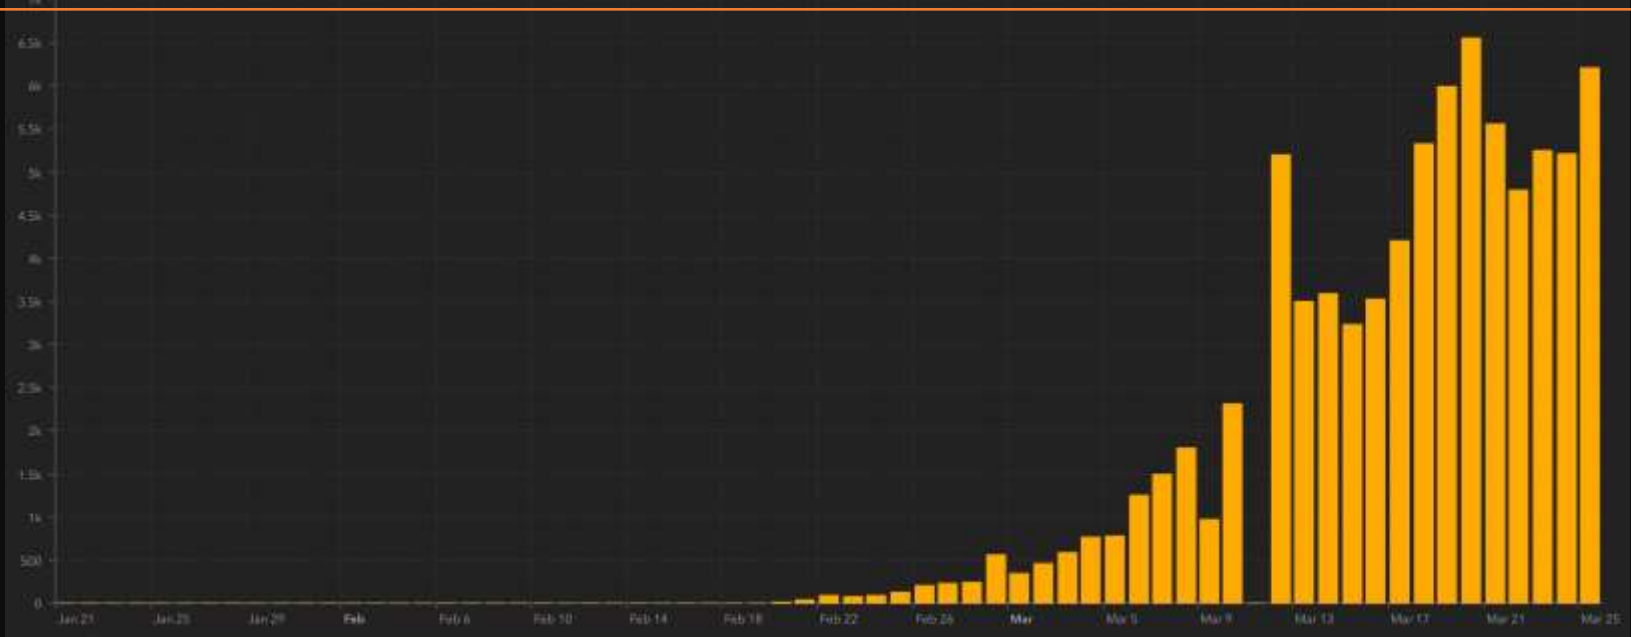 7k
6.5k
6k
5.5k
5k
4.5k
4k
3.5k
3k
2.5k
2k
1.5k
1k
500
0
Jan 21 Jan 25 Jan 29 Feb Feb 6 Feb 10 Feb 14 Feb 18 Feb 22 Feb 26 Mar Mar 5 Mar 9 Mar 13 Mar 17 Mar 21 Mar 25